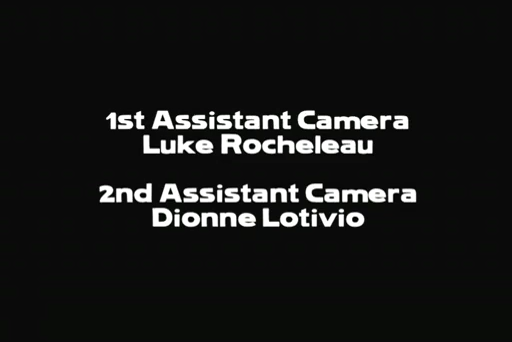 1st Assistant Camera
Luke Rocheleau
2nd Assistant Camera
Dionne Lotivio